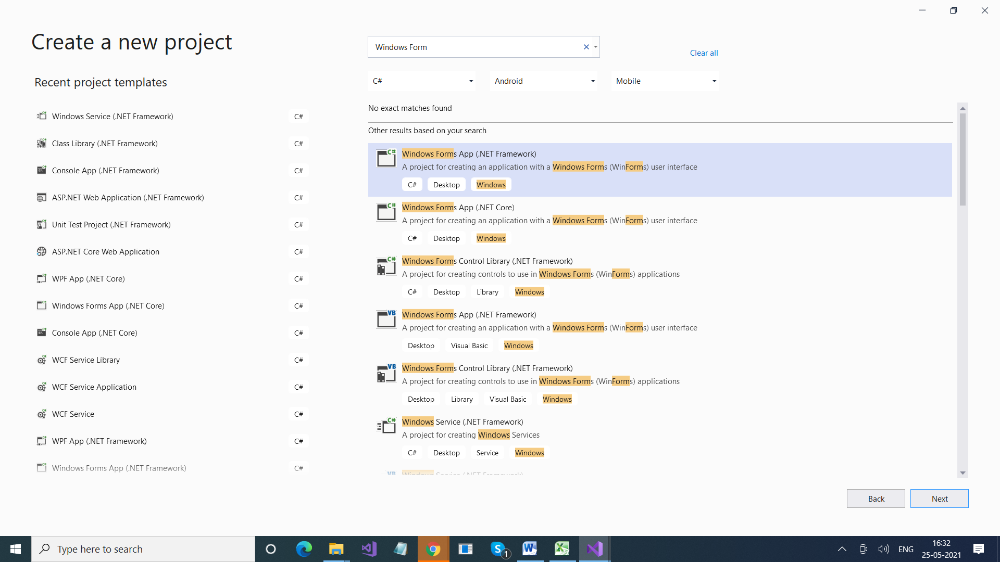 Create a new project
Recent project templates
Windows Service (.NET Framework) C#
Class Library (.NET Framework) C#
Console App (.NET Framework) C#
ASP.NET Web Application (.NET Framework) C#
Unit Test Project (.NET Framework) C#
ASP.NET Core Web Application C#
WPF App (.NET Core) C#
Windows Forms App (.NET Core) C#
Console App (.NET Core) C#
WCF Service Library C#
WCF Service Application C#
WCF Service C#
WPF App (.NET Framework) C#
Windows Forms App (.NET Framework) C#
Windows Form
Clear all
C# Android Mobile
No exact matches found
Other results based on your search
C#
Windows Forms App (.NET Framework)
A project for creating an application with a Windows Forms (WinForms) user interface
C# Desktop Windows
C#
Windows Forms App (.NET Core)
A project for creating an application with a Windows Forms (WinForms) user interface
C# Desktop Windows
C#
Windows Forms Control Library (.NET Framework)
A project for creating controls to use in Windows Forms (WinForms) applications
C# Desktop Library Windows
VB
Windows Forms App (.NET Framework)
A project for creating an application with a Windows Forms (WinForms) user interface
Desktop Visual Basic Windows
VB
Windows Forms Control Library (.NET Framework)
A project for creating controls to use in Windows Forms (WinForms) applications
Desktop Library Visual Basic Windows
C#
Windows Service (.NET Framework)
A project for creating Windows Services
C# Desktop Service Windows
VB
Windows Service (.NET Framework)
Back Next
Type here to search
1
ENG
16:32
25-05-2021